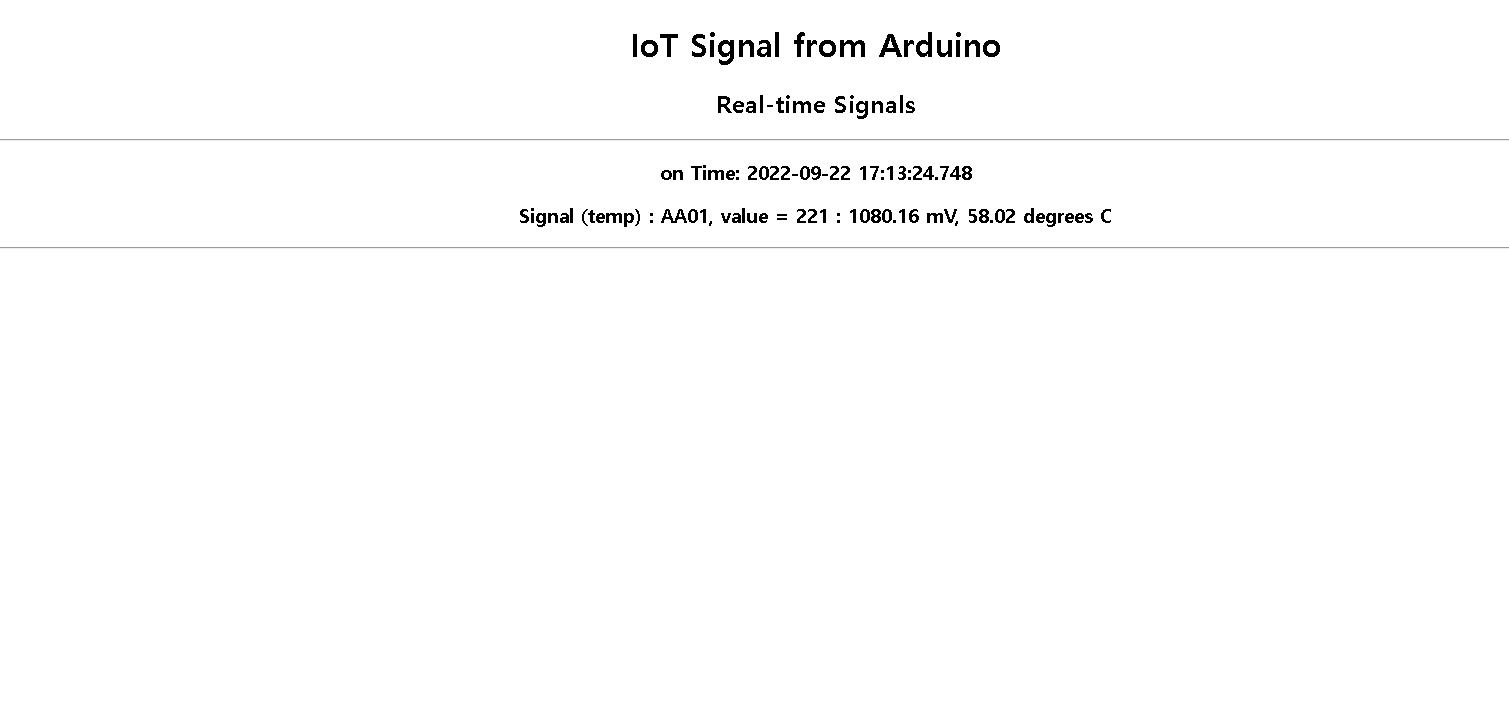 IoT Signal from Arduino
Real-time Signals
on Time: 2022-09-22 17:13:24.748
Signal (temp) : AA01, value = 221 : 1080.16 mV, 58.02 degrees C